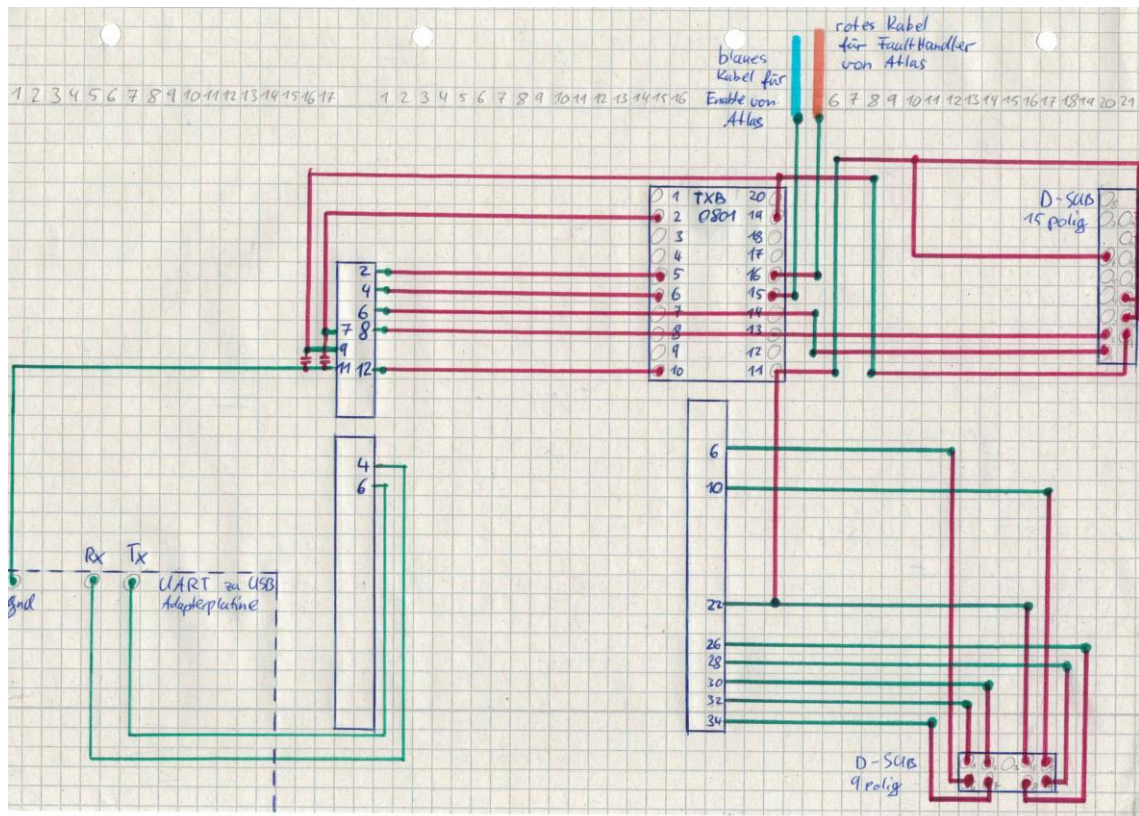 rotes Kabel
für FaultHandler
von Atlas
blaues
Kabel für
Enable von
Atlas
1 2 3 4 5 6 7 8 9 10 11 12 13 14 15 16 17
1 2 3 4 5 6 7 8 9 10 11 12 13 14 15 16
6 7 8 9 10 11 12 13 14 15 16 17 18 19 20 21
TXB
0801
1 20
2 19
3 18
4 17
5 16
6 15
7 14
8 13
9 12
10 11
D-SUB
15 polig
2
4
6
7 8
9
11 12
4
6
6
10
22
26
28
30
32
34
Rx Tx
UART zu USB
Adapterplatine
gnd
D-SUB
9 polig